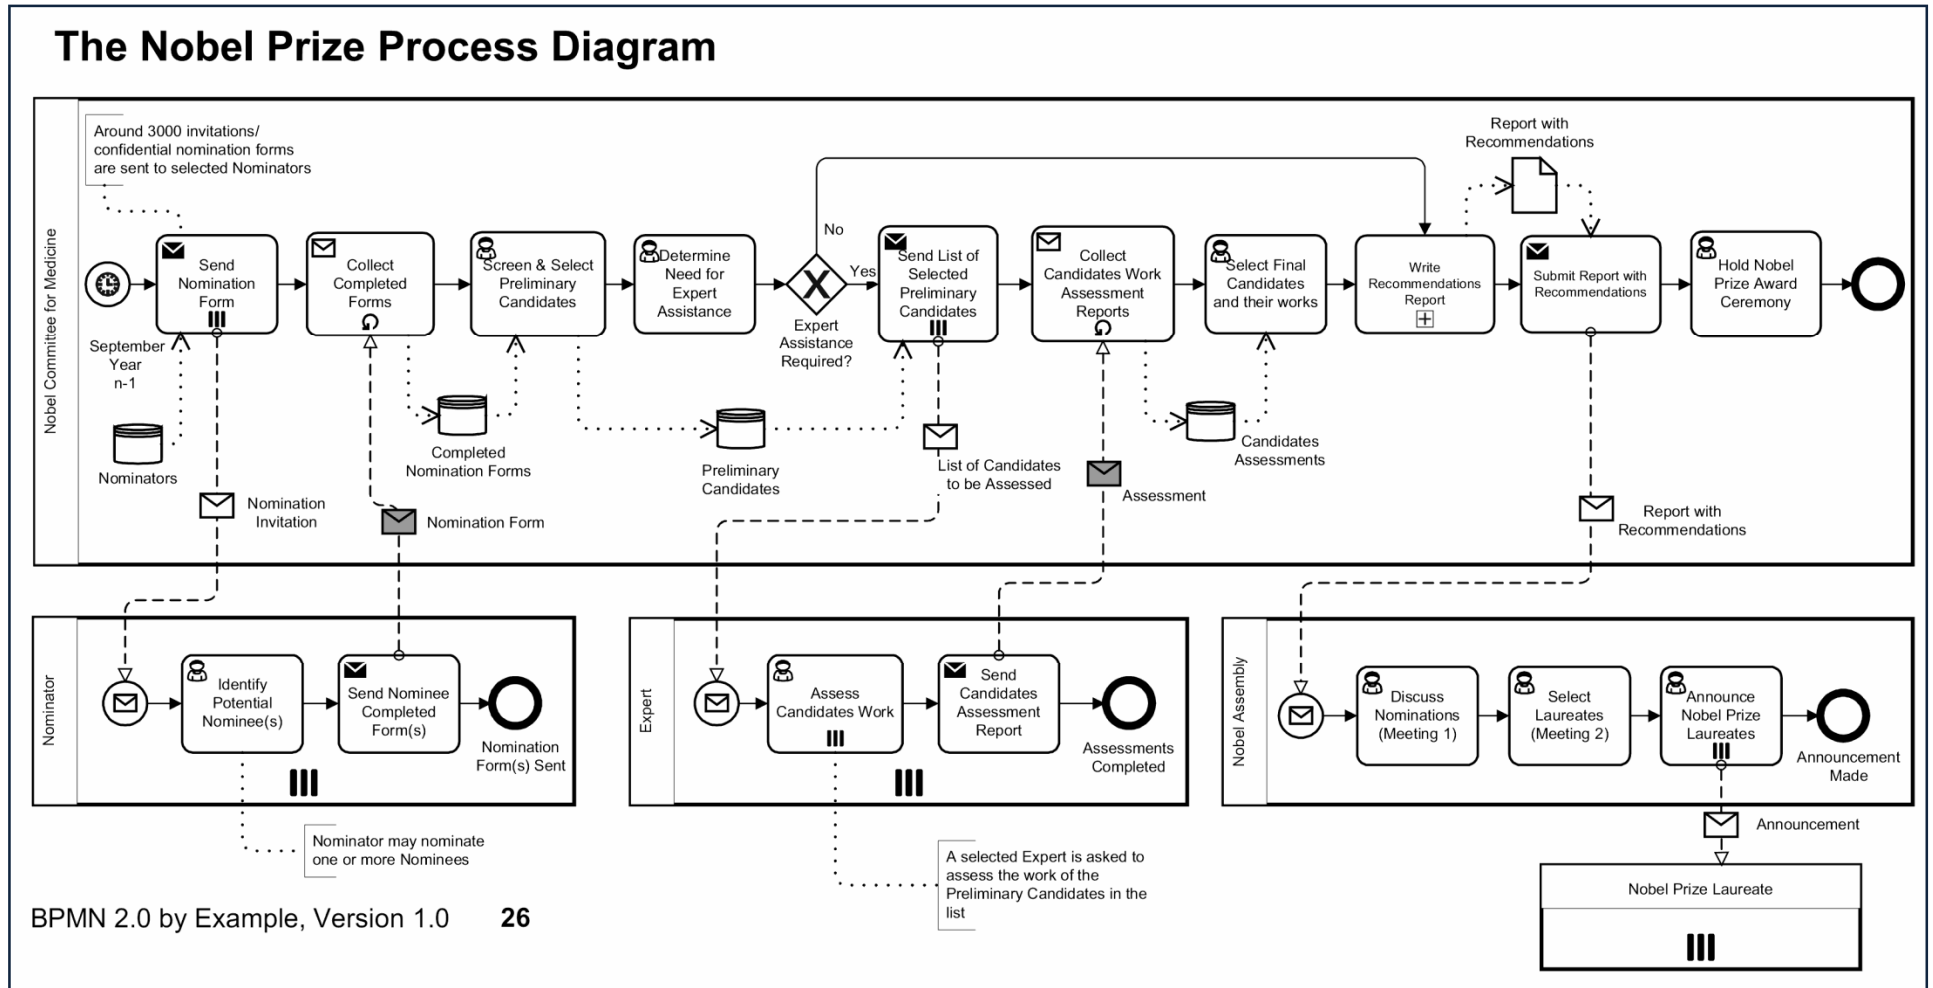 The Nobel Prize Process Diagram
Nobel Committee for Medicine
Around 3000 invitations/
confidential nomination forms
are sent to selected Nominators
Report with
Recommendations
No
Yes
Send
Nomination
Form
Collect
Completed
Forms
Screen & Select
Preliminary
Candidates
Determine
Need for
Expert
Assistance
X
Expert
Assistance
Required?
Send List of
Selected
Preliminary
Candidates
Collect
Candidates Work
Assessment
Reports
Select Final
Candidates
and their works
Write
Recommendations
Report
Submit Report with
Recommendations
Hold Nobel
Prize Award
Ceremony
September
Year
n-1
Nominators
Completed
Nomination Forms
Preliminary
Candidates
List of Candidates
to be Assessed
Candidates
Assessments
Assessment
Nomination
Invitation
Nomination Form
Report with
Recommendations
Nominator
Identify
Potential
Nominee(s)
Send Nominee
Completed
Form(s)
Nomination
Form(s) Sent
Nominator may nominate
one or more Nominees
Expert
Assess
Candidates Work
Send
Candidates
Assessment
Report
Assessments
Completed
A selected Expert is asked to
assess the work of the
Preliminary Candidates in the
list
Nobel Assembly
Discuss
Nominations
(Meeting 1)
Select
Laureates
(Meeting 2)
Announce
Nobel Prize
Laureates
Announcement
Made
Announcement
Nobel Prize Laureate
BPMN 2.0 by Example, Version 1.0 26